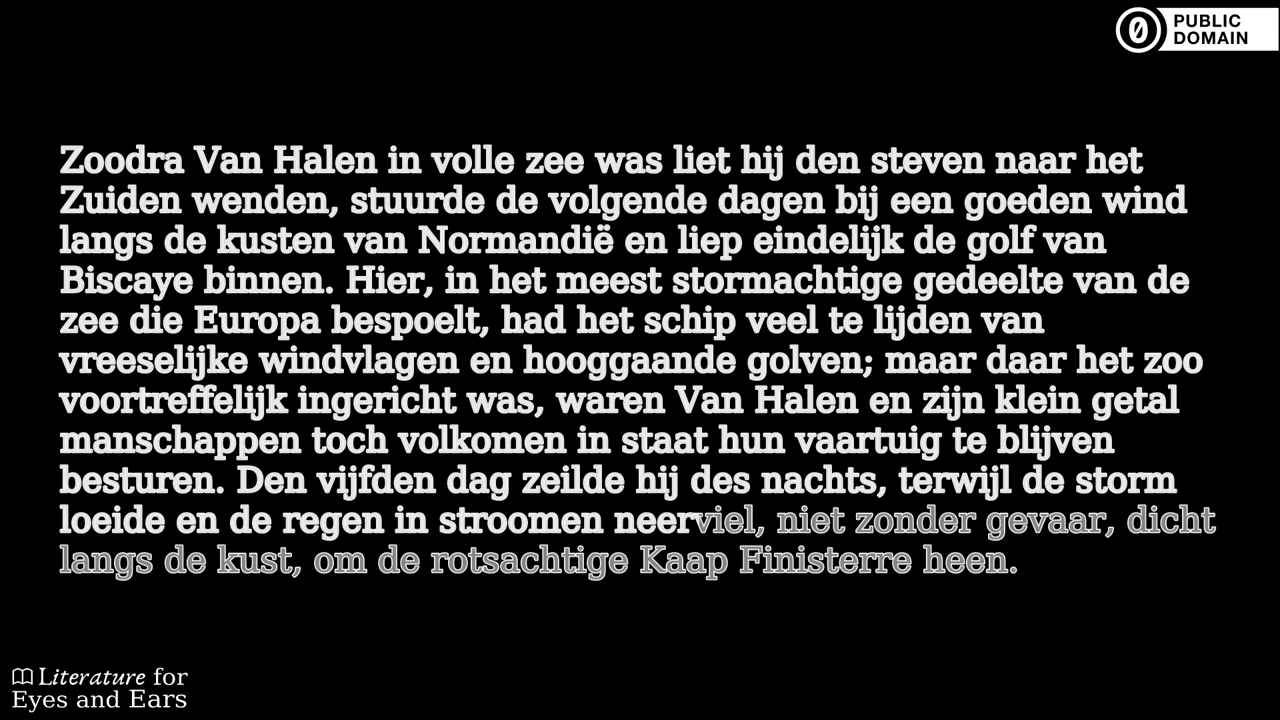 PUBLIC
DOMAIN
Zoodra Van Halen in volle zee was liet hij den steven naar het
Zuiden wenden, stuurde de volgende dagen bij een goeden wind
langs de kusten van Normandië en liep eindelijk de golf van
Biscaye binnen. Hier, in het meest stormachtige gedeelte van de
zee die Europa bespoelt, had het schip veel te lijden van
vreeselijke windvlagen en hooggaande golven; maar daar het zoo
voortreffelijk ingericht was, waren Van Halen en zijn klein getal
manschappen toch volkomen in staat hun vaartuig te blijven
besturen. Den vijfden dag zeilde hij des nachts, terwijl de storm
loeide en de regen in stroomen neerviel, niet zonder gevaar, dicht
langs de kust, om de rotsachtige Kaap Finisterre heen.
Literature for
Eyes and Ears